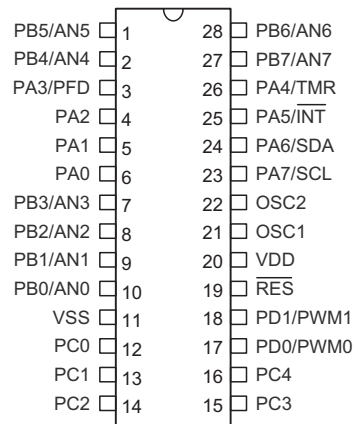 PB5/AN5 1 28 PB6/AN6
PB4/AN4 2 27 PB7/AN7
PA3/PFD 3 26 PA4/TMR
PA2 4 25 PA5/I̅N̅T̅
PA1 5 24 PA6/SDA
PA0 6 23 PA7/SCL
PB3/AN3 7 22 OSC2
PB2/AN2 8 21 OSC1
PB1/AN1 9 20 VDD
PB0/AN0 10 19 R̅E̅S̅
VSS 11 18 PD1/PWM1
PC0 12 17 PD0/PWM0
PC1 13 16 PC4
PC2 14 15 PC3